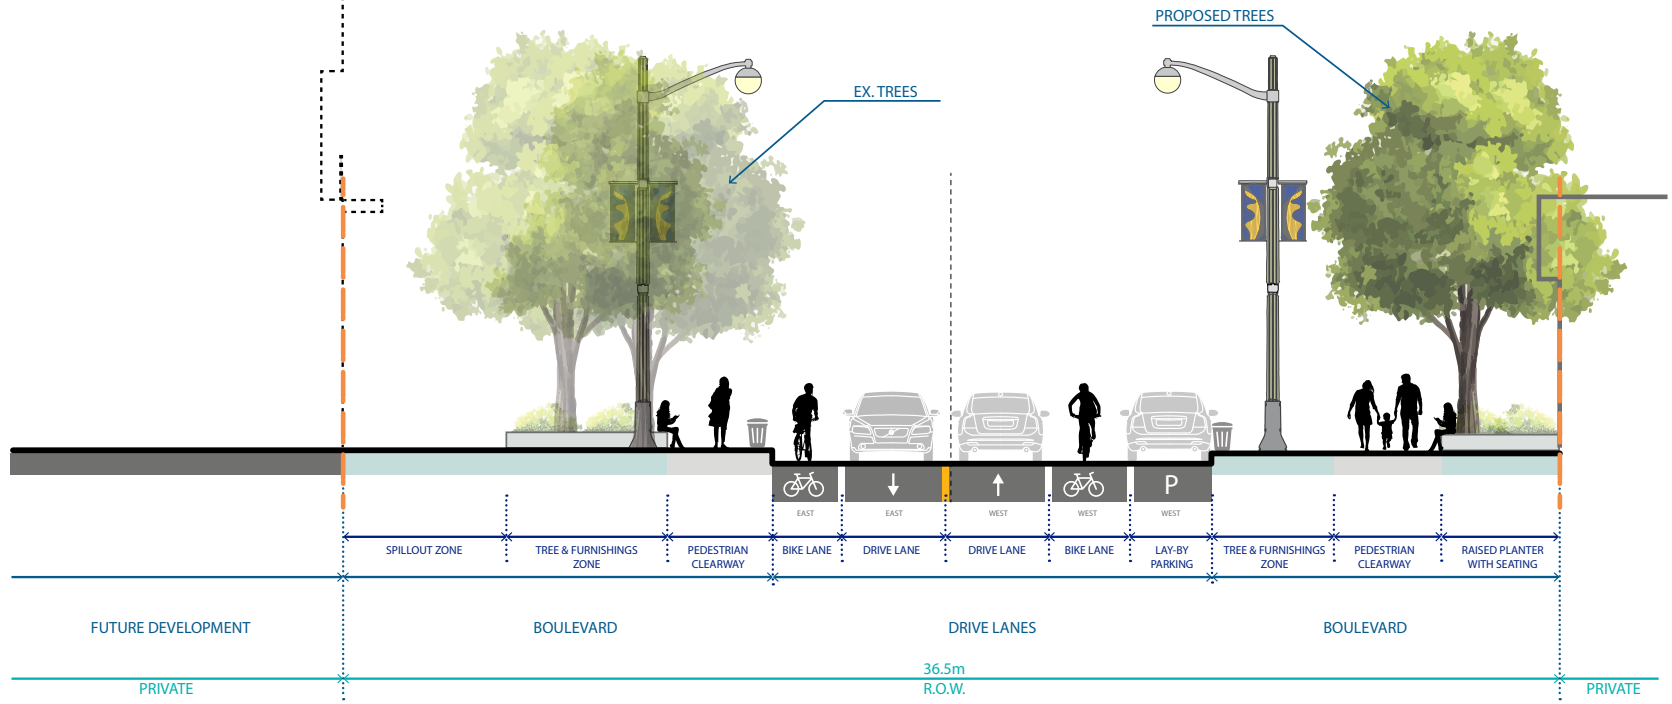 PROPOSED TREES
EX. TREES
P
EAST
EAST
WEST
WEST
WEST
SPILLOUT ZONE
TREE & FURNISHINGS
ZONE
PEDESTRIAN
CLEARWAY
BIKE LANE
DRIVE LANE
DRIVE LANE
BIKE LANE
LAY-BY
PARKING
TREE & FURNISHINGS
ZONE
PEDESTRIAN
CLEARWAY
RAISED PLANTER
WITH SEATING
FUTURE DEVELOPMENT
BOULEVARD
DRIVE LANES
BOULEVARD
36.5m
PRIVATE
R.O.W.
PRIVATE